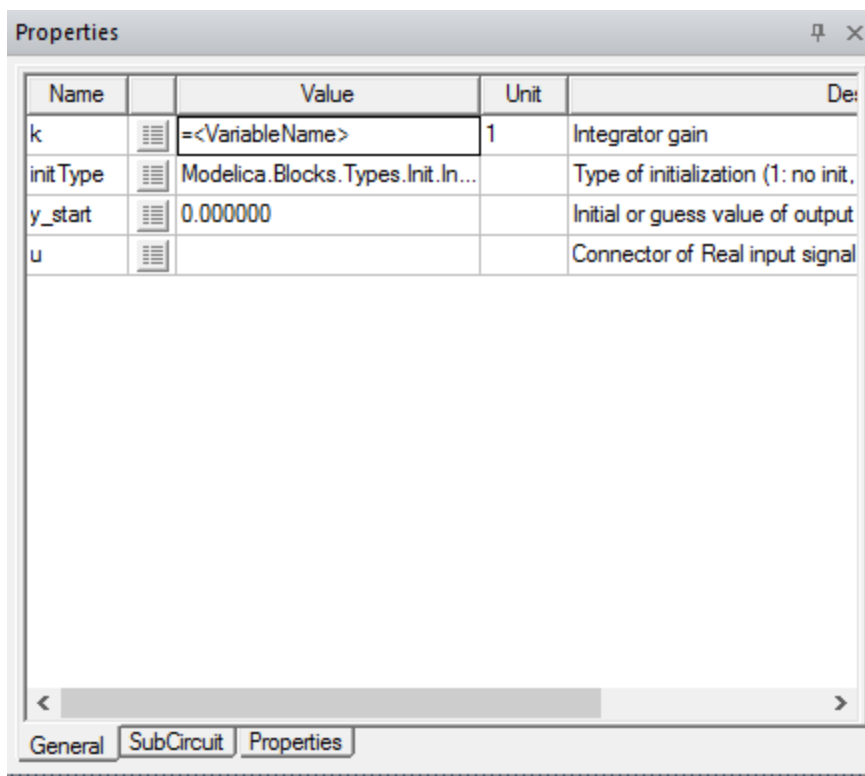 Properties
Name Value Unit De
k =<VariableName> 1 Integrator gain
initType Modelica.Blocks.Types.Init.In... Type of initialization (1: no init,
y_start 0.000000 Initial or guess value of output
u Connector of Real input signal
General SubCircuit Properties